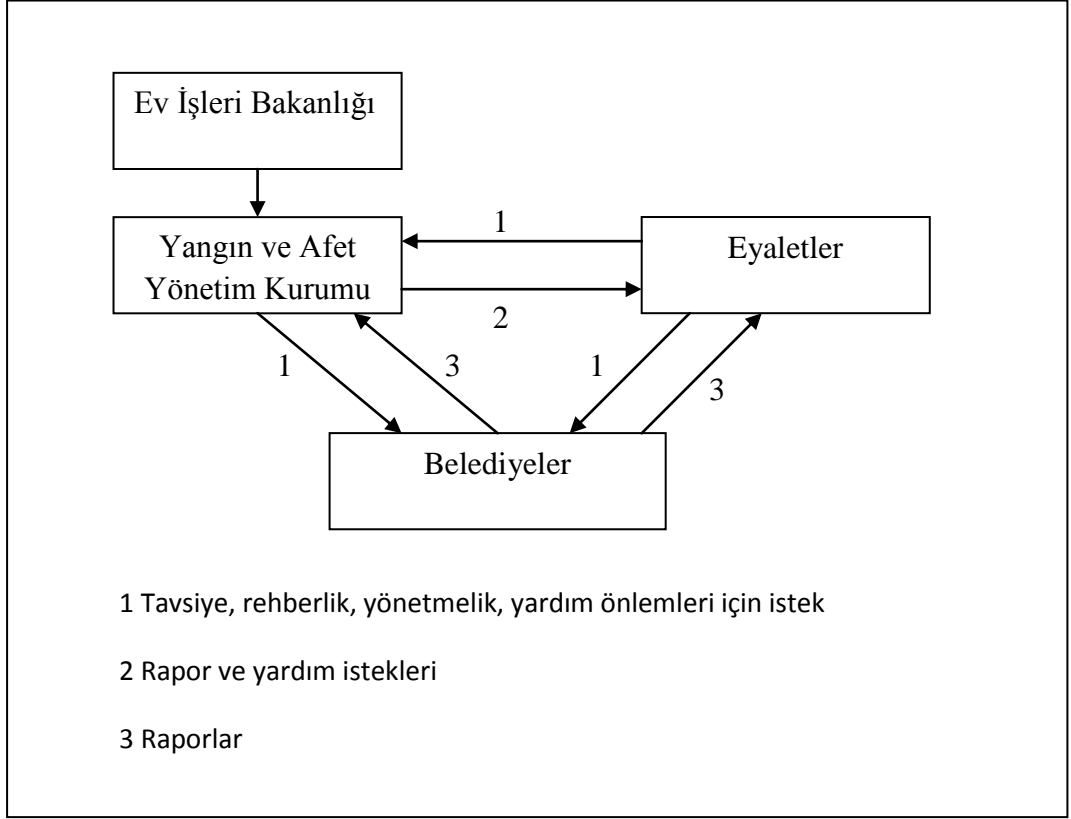 Ev İşleri Bakanlığı
Yangın ve Afet
Yönetim Kurumu
1
Eyaletler
2
1
3
1
3
Belediyeler
1 Tavsiye, rehberlik, yönetmelik, yardım önlemleri için istek
2 Rapor ve yardım istekleri
3 Raporlar